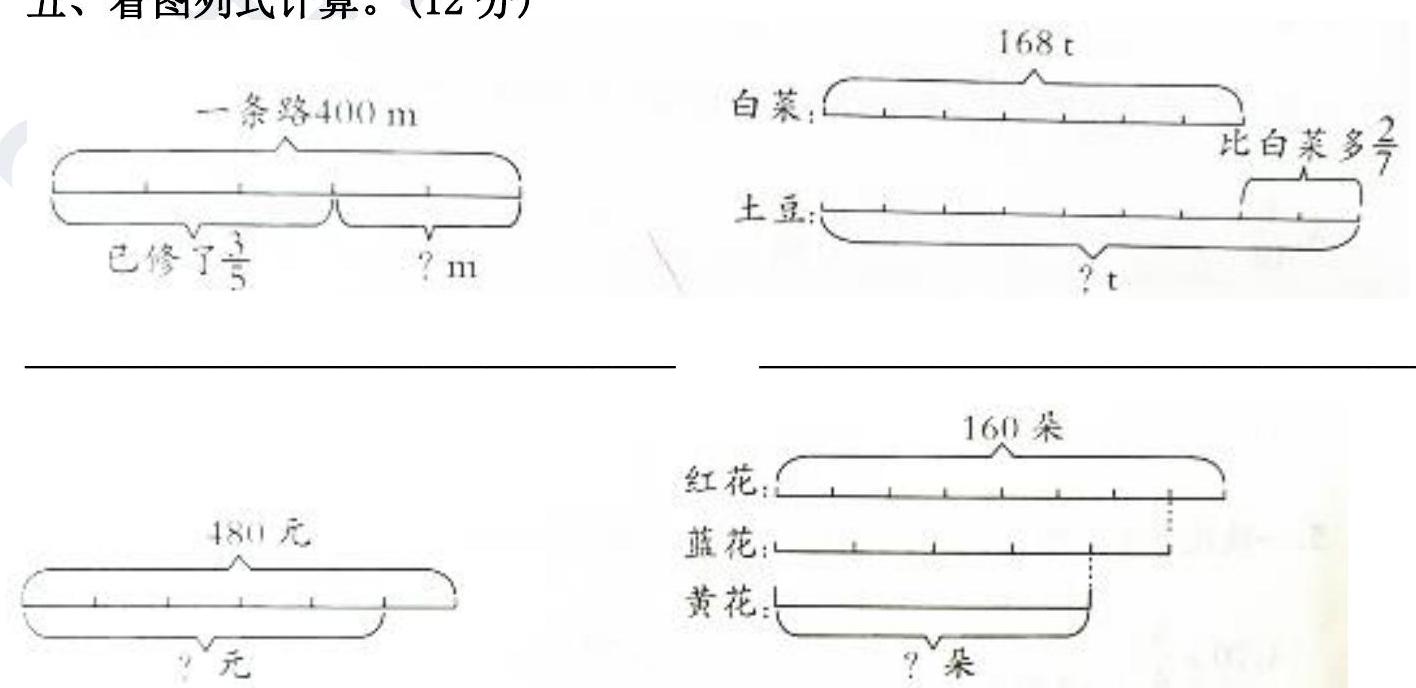 五、看图列式计算。(12 分)
一条路400 m
已修了3/5
? m
168 t
白菜:
比白菜多2/7
土豆:
? t
480 元
? 元
160 朵
红花:
蓝花:
黄花:
? 朵